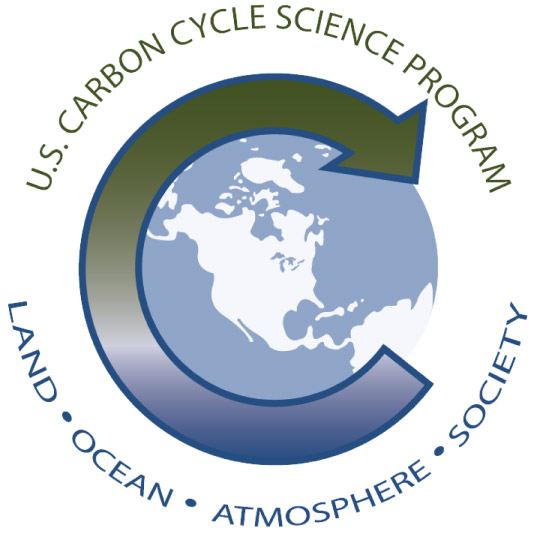 U.S. CARBON CYCLE SCIENCE PROGRAM
LAND • OCEAN • ATMOSPHERE • SOCIETY